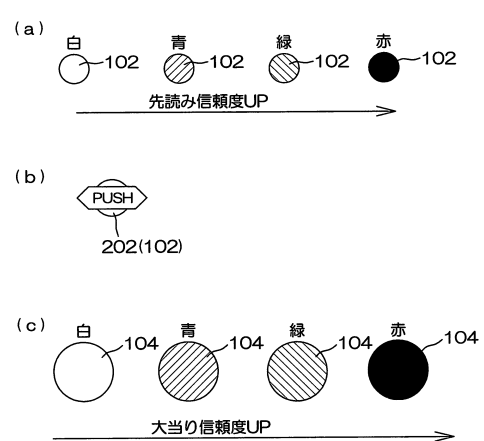 (a)
白 青 緑 赤
102 102 102 102
先読み信頼度UP
(b)
PUSH
202(102)
(c)
白 青 緑 赤
104 104 104 104
大当り信頼度UP